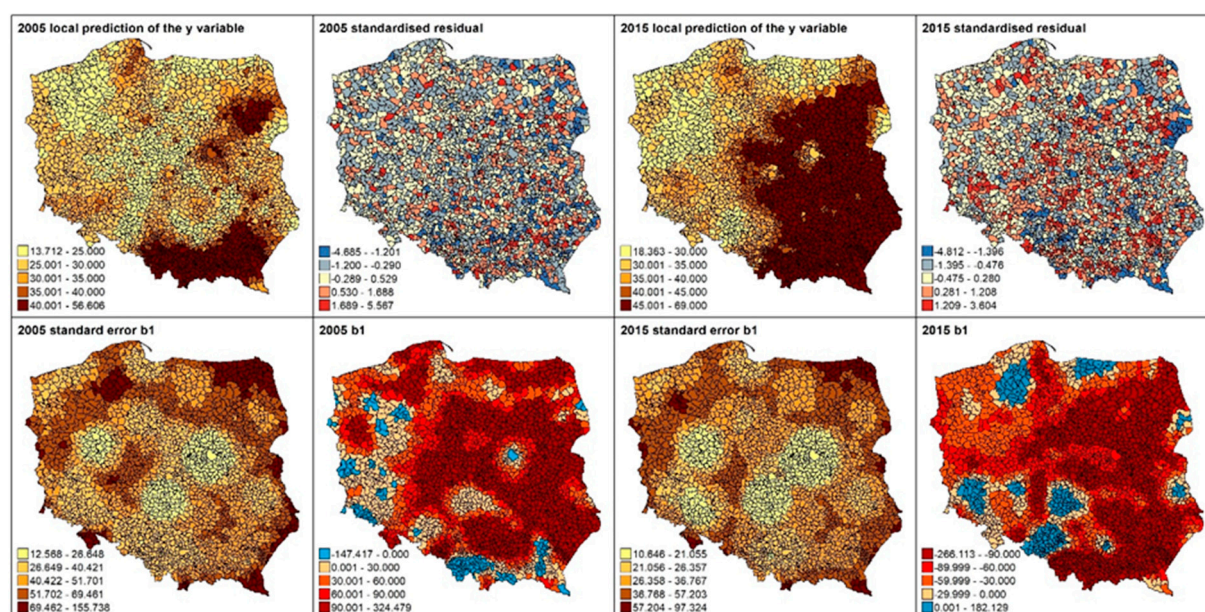 2005 local prediction of the y variable
13.712 - 25.000
25.001 - 30.000
30.001 - 35.000
35.001 - 40.000
40.001 - 56.606
2005 standardised residual
-4.685 - -1.201
-1.200 - -0.290
-0.289 - 0.529
0.530 - 1.688
1.689 - 5.567
2015 local prediction of the y variable
18.363 - 30.000
30.001 - 35.000
35.001 - 40.000
40.001 - 45.000
45.001 - 69.000
2015 standardised residual
-4.812 - -1.396
-1.395 - -0.476
-0.475 - 0.280
0.281 - 1.208
1.209 - 3.604
2005 standard error b1
12.568 - 26.648
26.649 - 40.421
40.422 - 51.701
51.702 - 69.461
69.462 - 155.738
2005 b1
-147.417 - 0.000
0.001 - 30.000
30.001 - 60.000
60.001 - 90.000
90.001 - 324.479
2015 standard error b1
10.646 - 21.055
21.056 - 26.357
26.358 - 36.767
36.768 - 57.203
57.204 - 97.324
2015 b1
-266.113 - -90.000
-89.999 - -60.000
-59.999 - -30.000
-29.999 - 0.000
0.001 - 182.129